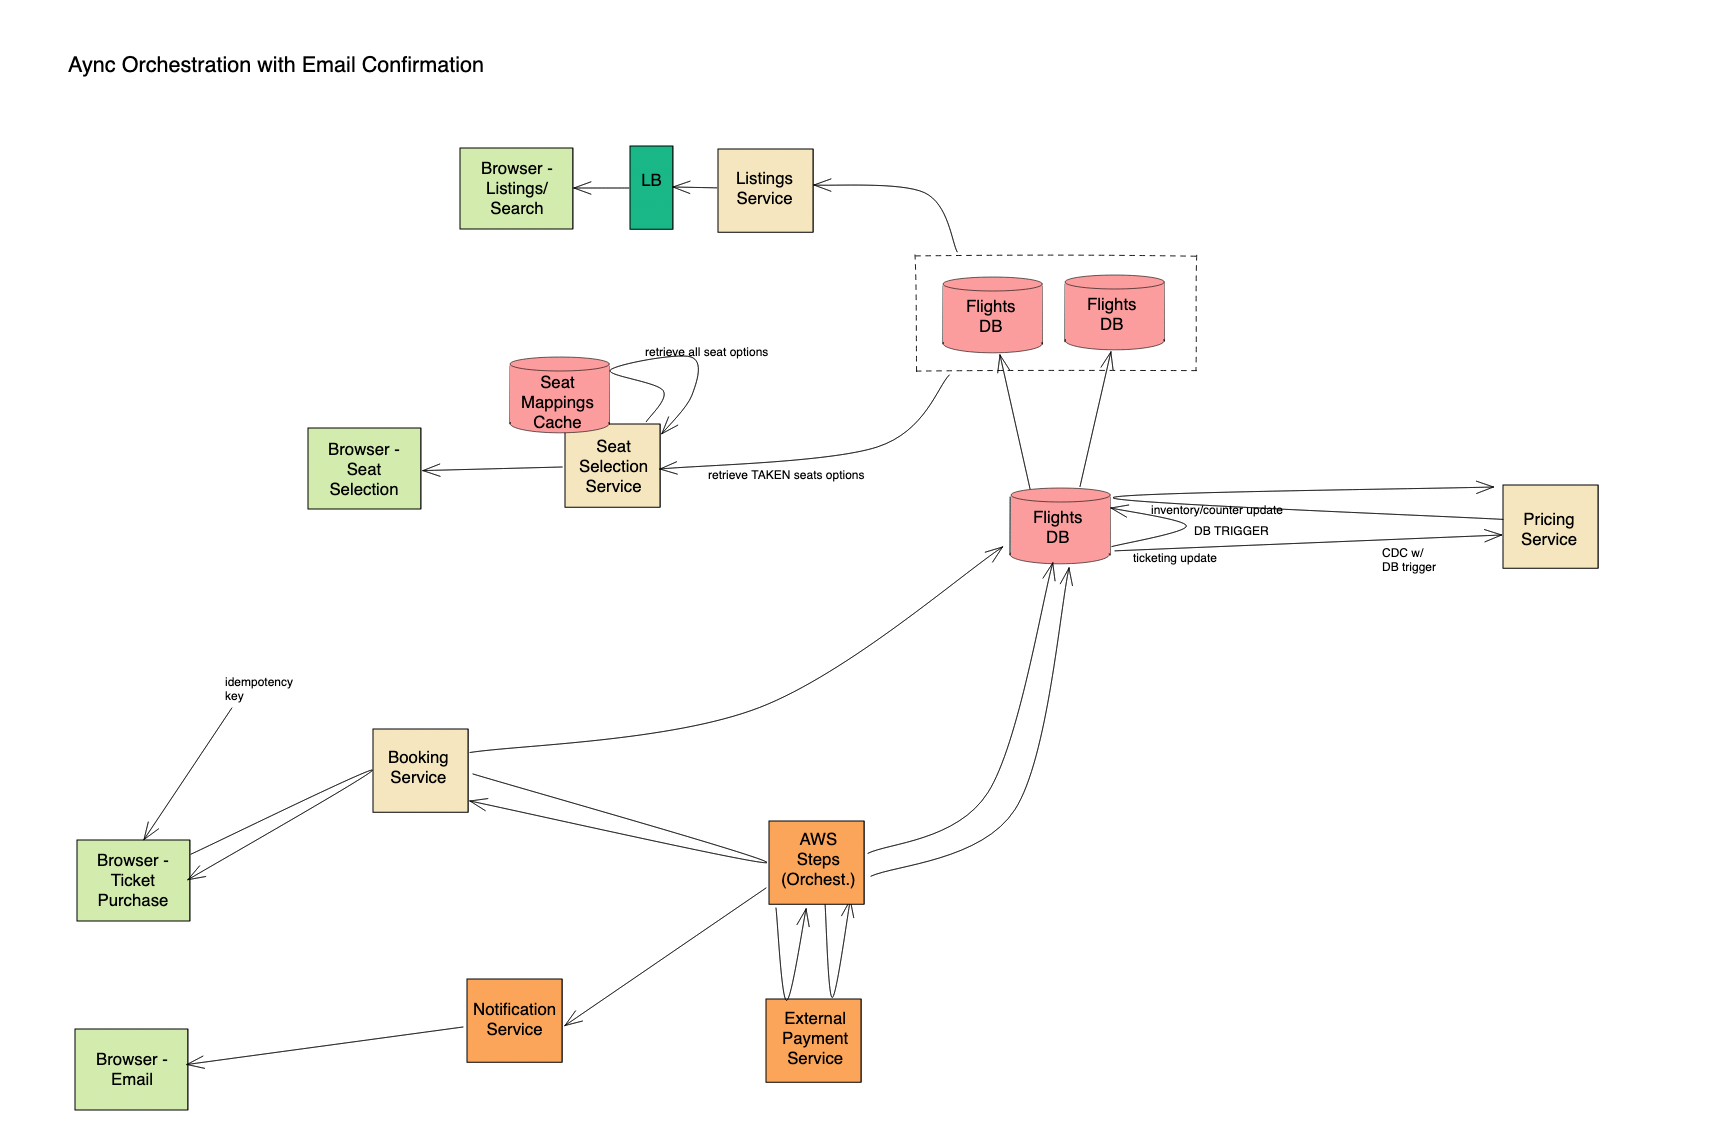 Aync Orchestration with Email Confirmation
Browser -
Listings/
Search
LB
Listings
Service
Flights
DB
Flights
DB
retrieve all seat options
Seat
Mappings
Cache
Browser -
Seat
Selection
Seat
Selection
Service
retrieve TAKEN seats options
Flights
DB
inventory/counter update
DB TRIGGER
ticketing update
CDC w/
DB trigger
Pricing
Service
idempotency
key
Booking
Service
Browser -
Ticket
Purchase
AWS
Steps
(Orchest.)
Notification
Service
External
Payment
Service
Browser -
Email